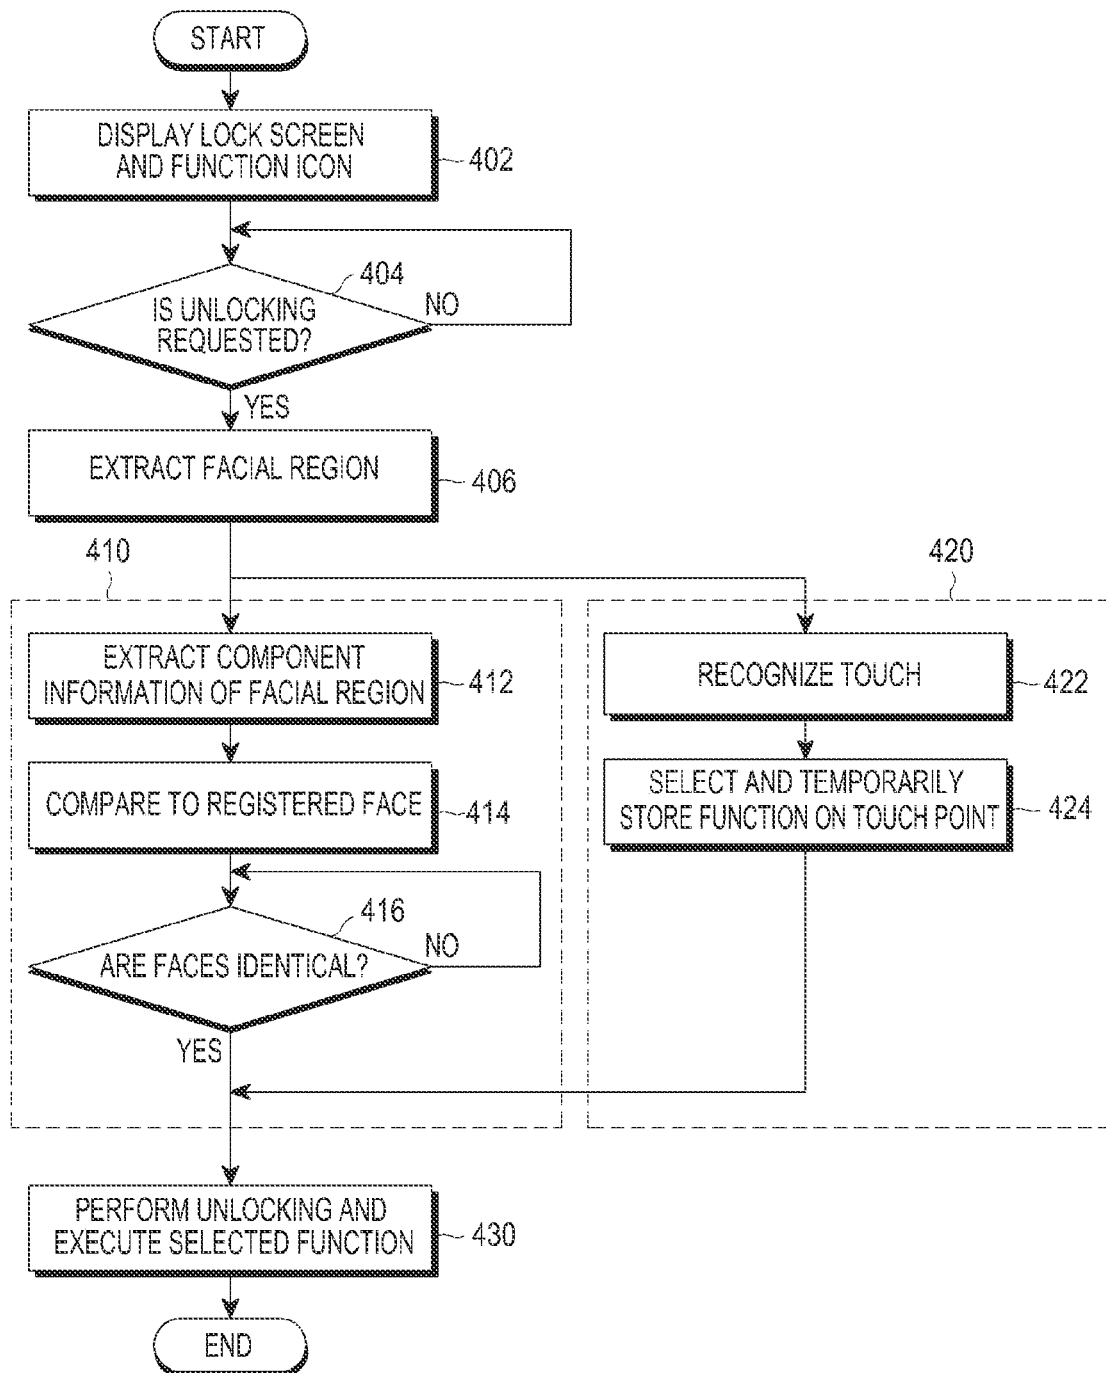 START
DISPLAY LOCK SCREEN
AND FUNCTION ICON
402
404
IS UNLOCKING
REQUESTED?
NO
YES
EXTRACT FACIAL REGION
406
410
420
EXTRACT COMPONENT
INFORMATION OF FACIAL REGION
412
RECOGNIZE TOUCH
422
COMPARE TO REGISTERED FACE
414
SELECT AND TEMPORARILY
STORE FUNCTION ON TOUCH POINT
424
416
ARE FACES IDENTICAL?
NO
YES
PERFORM UNLOCKING AND
EXECUTE SELECTED FUNCTION
430
END